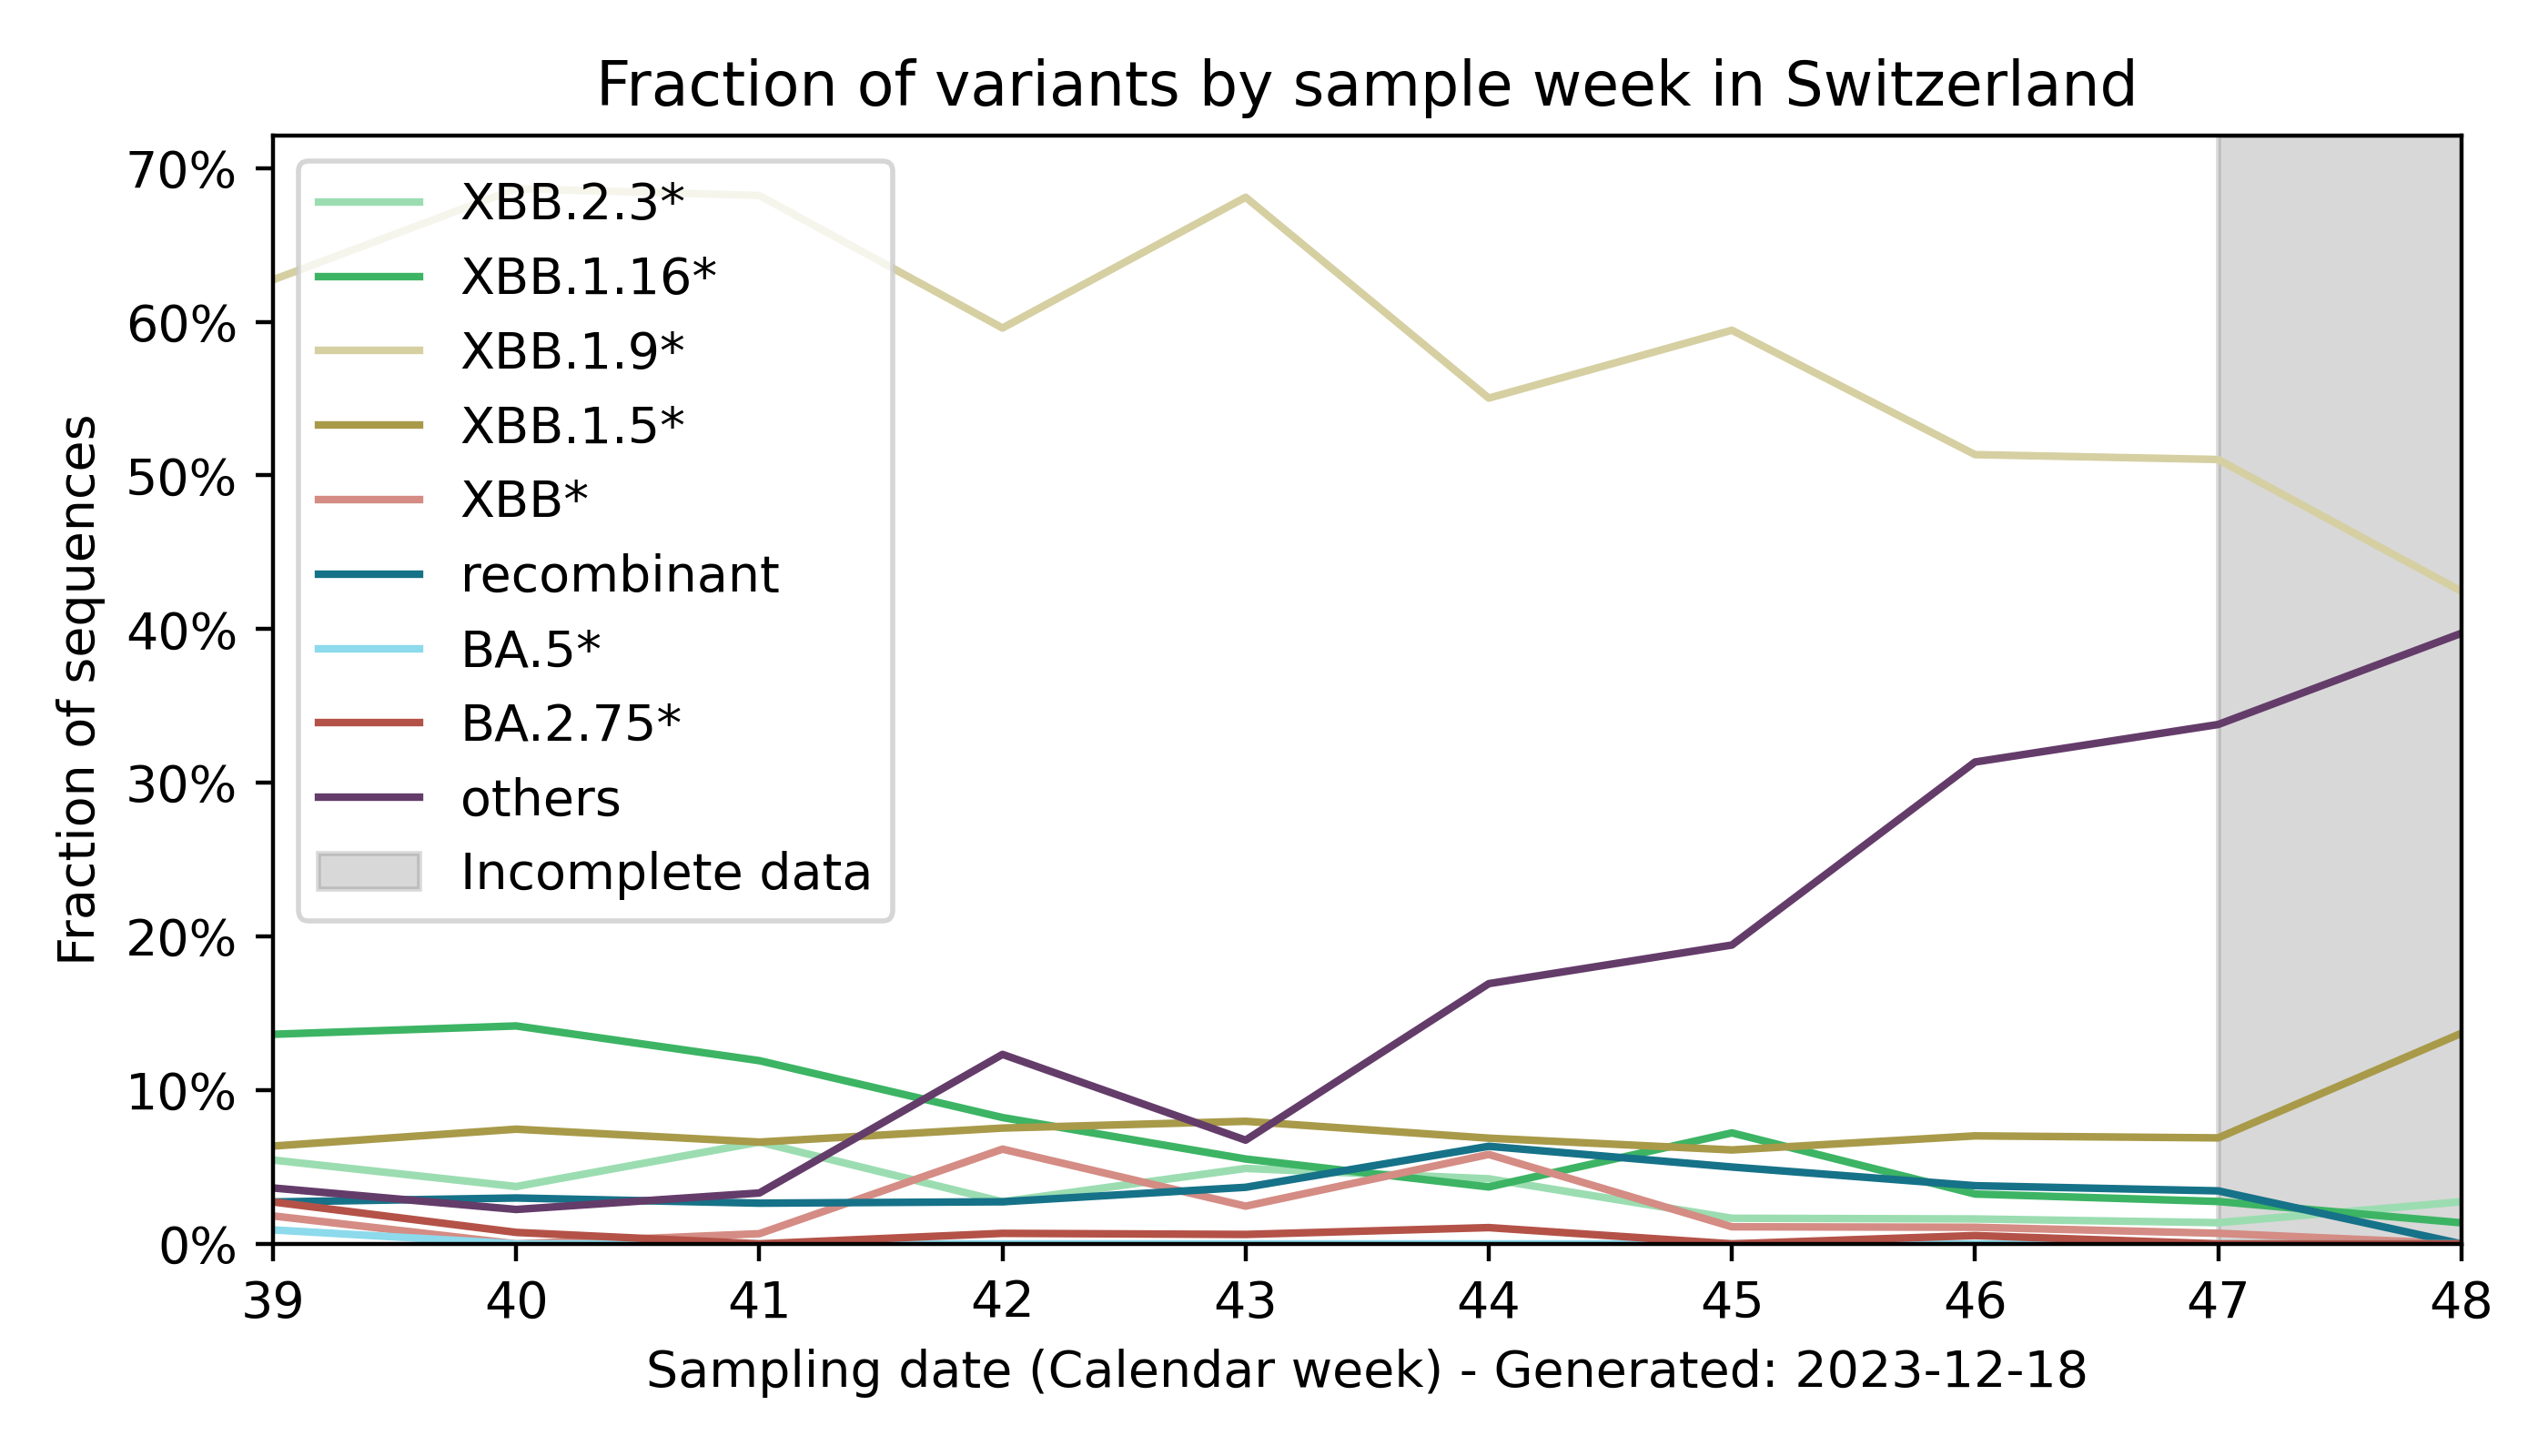 Fraction of variants by sample week in Switzerland
Fraction of sequences
70%
60%
50%
40%
30%
20%
10%
0%
XBB.2.3*
XBB.1.16*
XBB.1.9*
XBB.1.5*
XBB*
recombinant
BA.5*
BA.2.75*
others
Incomplete data
39 40 41 42 43 44 45 46 47 48
Sampling date (Calendar week) - Generated: 2023-12-18